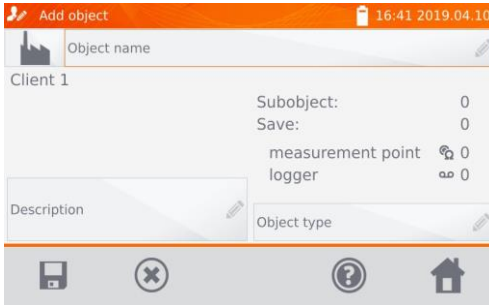 Add object
16:41 2019.04.10
Object name
Client 1
Subobject: 0
Save: 0
measurement point 0
logger 0
Description
Object type